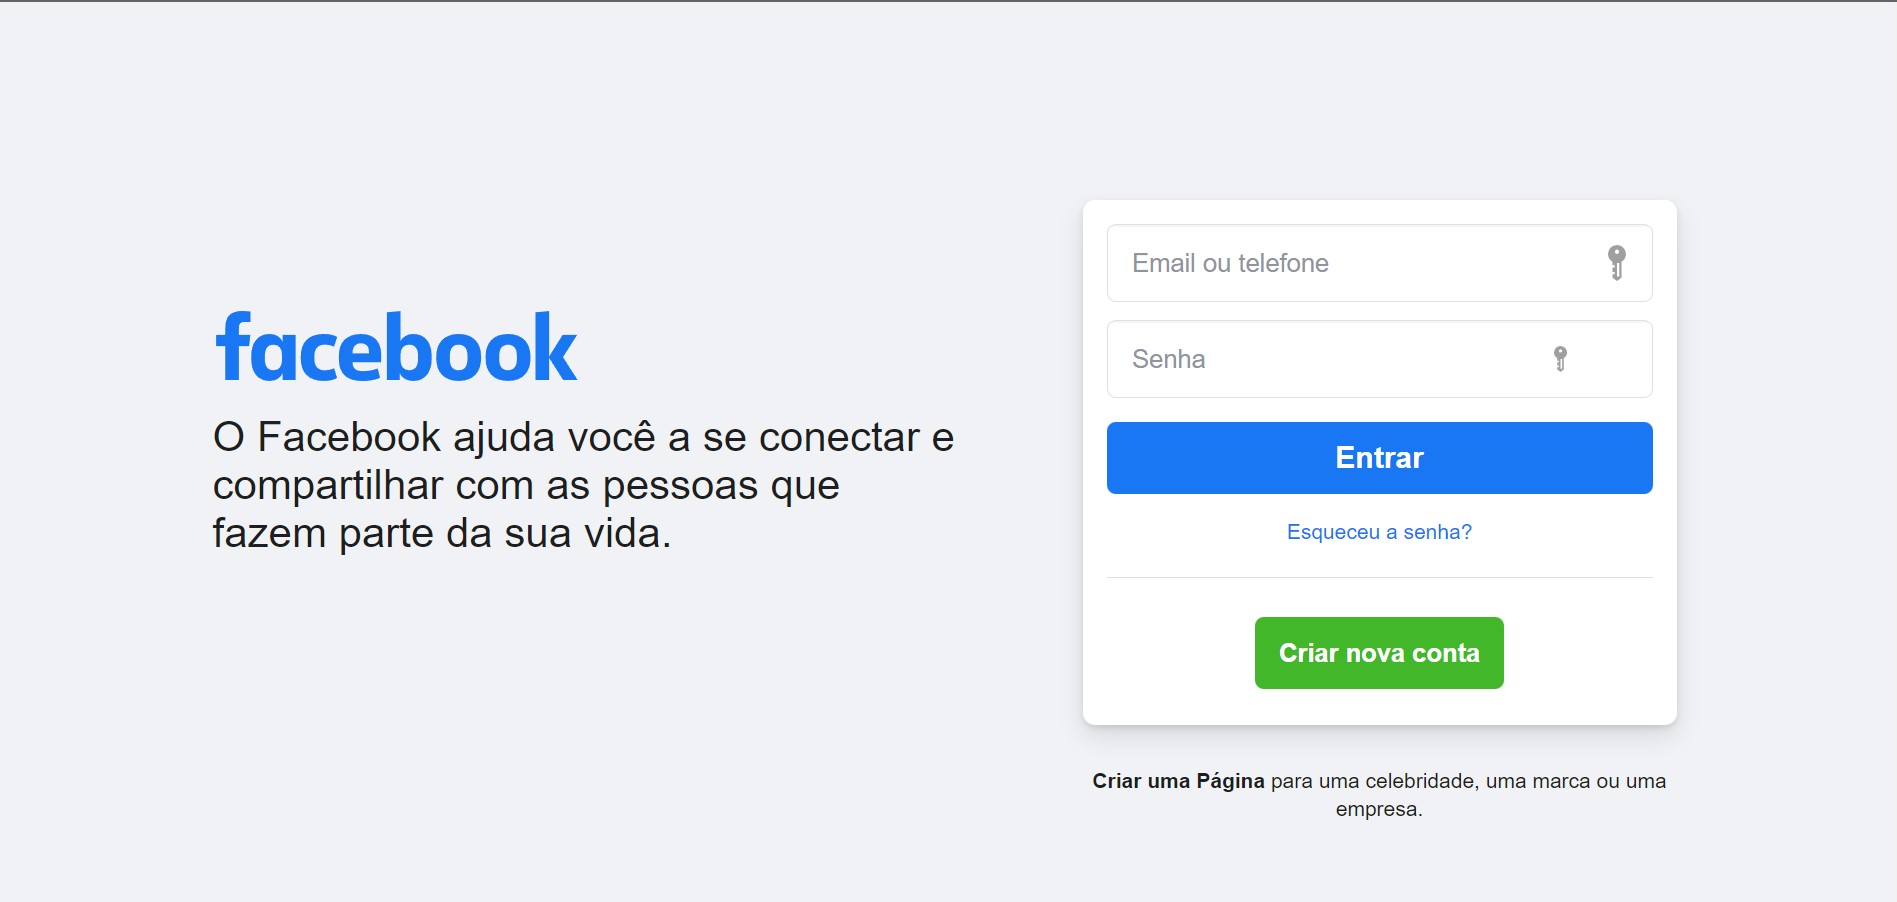 facebook
O Facebook ajuda você a se conectar e
compartilhar com as pessoas que
fazem parte da sua vida.
Email ou telefone
Senha
Entrar
Esqueceu a senha?
Criar nova conta
Criar uma Página para uma celebridade, uma marca ou uma
empresa.